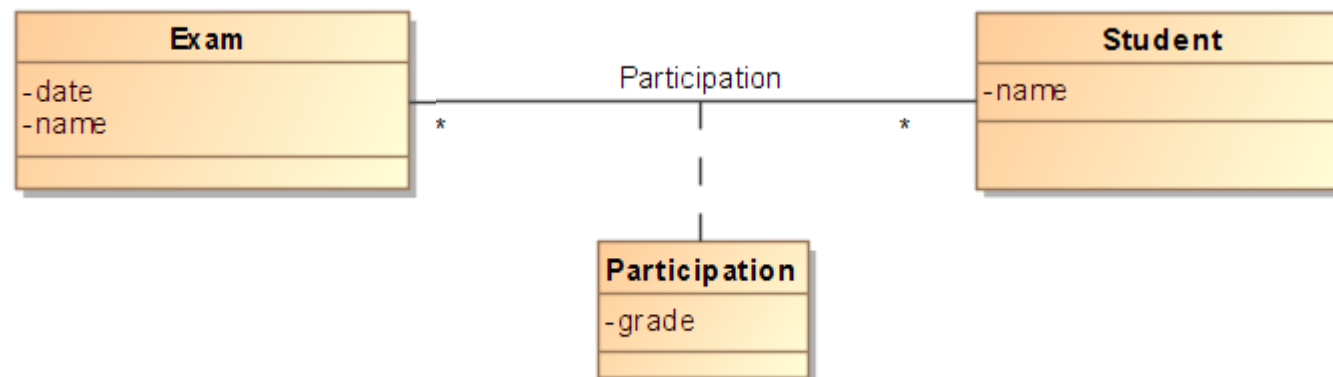 Exam
-date
-name
Participation
*
*
Student
-name
Participation
-grade